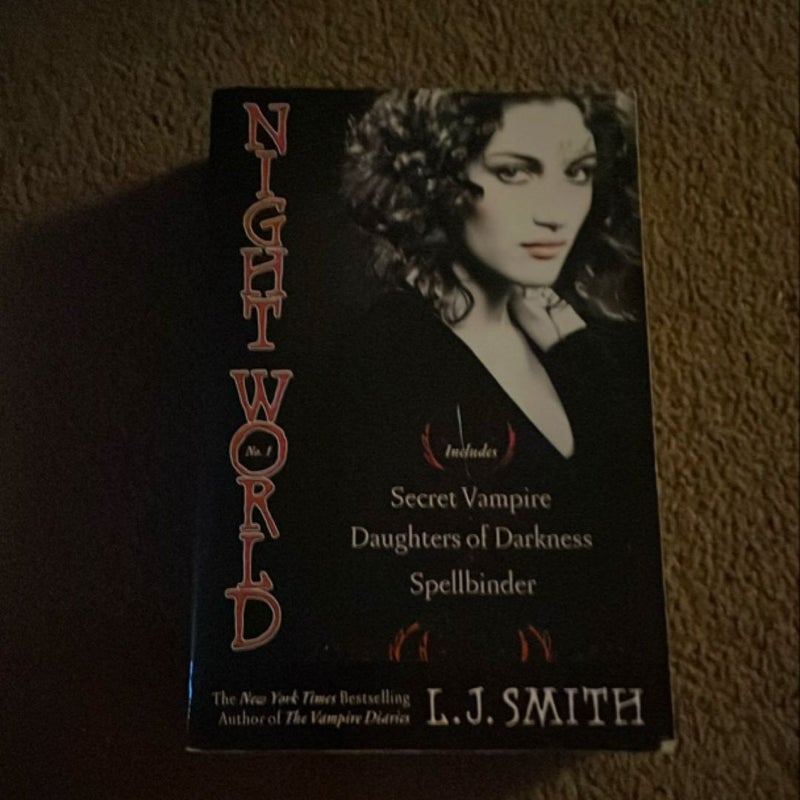 NIGHT WORLD
No. 1
Includes
Secret Vampire
Daughters of Darkness
Spellbinder
The New York Times Bestselling
Author of The Vampire Diaries
L.J. SMITH